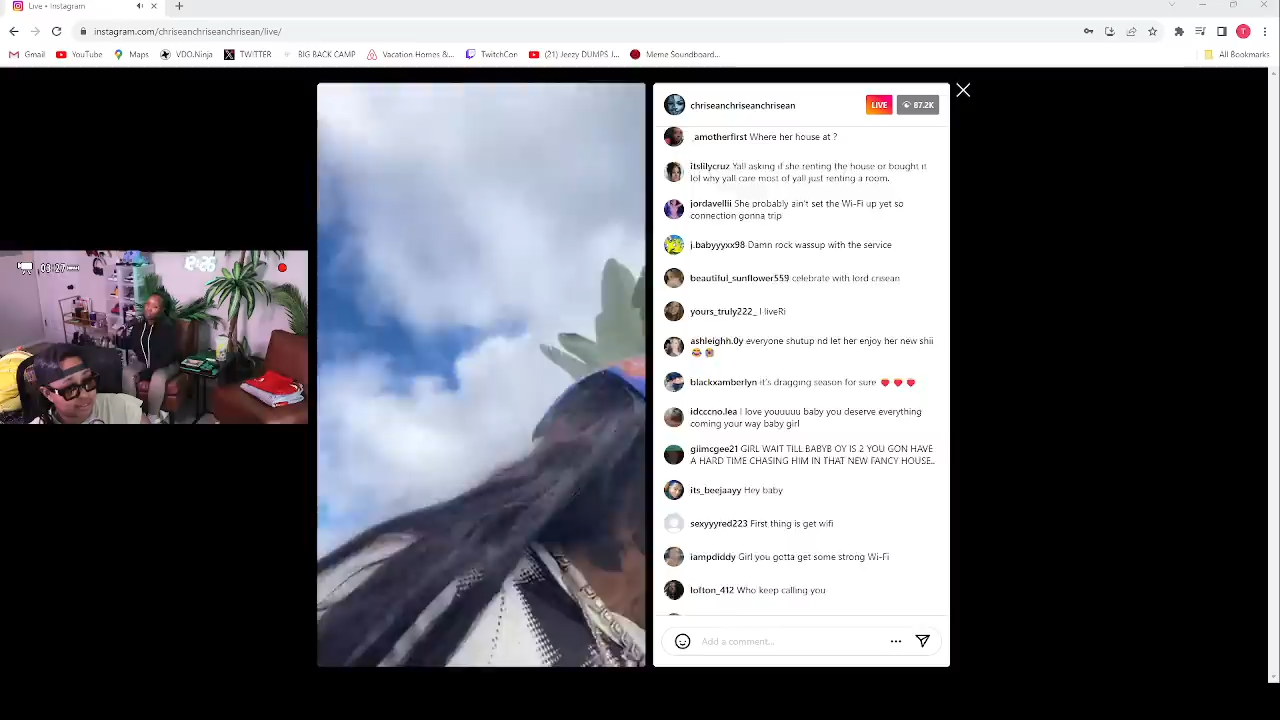 Live • Instagram
instagram.com/chriseanchriseanchrisean/live/
Gmail YouTube Maps VDO.Ninja TWITTER BIG BACK CAMP Vacation Homes &... TwitchCon (21) Jeezy DUMPS J... Meme Soundboard... All Bookmarks
chriseanchriseanchrisean LIVE 87.2K
_amotherfirst Where her house at ?
itslilycruz Yall asking if she renting the house or bought it
lol why yall care most of yall just renting a room.
jordavellii She probably ain't set the Wi-Fi up yet so
connection gonna trip
j.babyyyxx98 Damn rock wassup with the service
beautiful_sunflower559 celebrate with lord crisean
yours_truly222_ I liveRi
ashleighh.0y everyone shutup nd let her enjoy her new shii
blackxamberlyn it's dragging season for sure
idcccno.lea I love youuuuu baby you deserve everything
coming your way baby girl
giimcgee21 GIRL WAIT TILL BABYB OY IS 2 YOU GON HAVE
A HARD TIME CHASING HIM IN THAT NEW FANCY HOUSE..
its_beejaayy Hey baby
sexyyyred223 First thing is get wifi
iampdiddy Girl you gotta get some strong Wi-Fi
lofton_412 Who keep calling you
Add a comment...
12:26
T